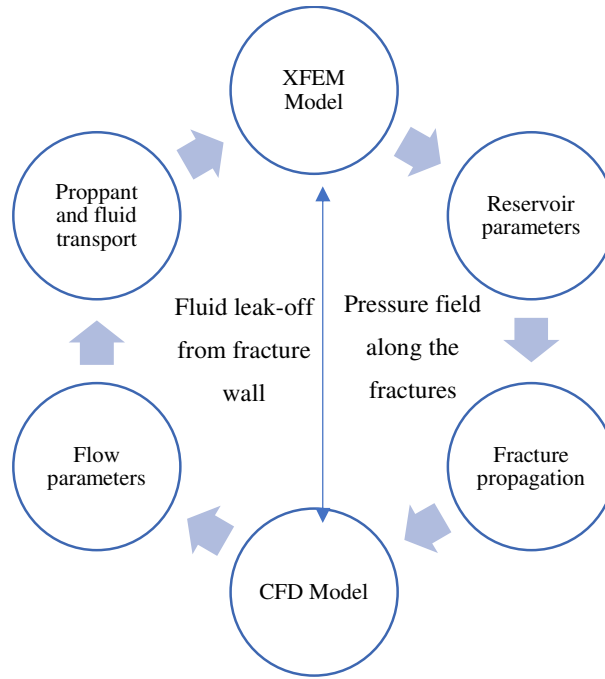 XFEM
Model
Proppant
and fluid
transport
Reservoir
parameters
Fluid leak-off
from fracture
wall
Pressure field
along the
fractures
Flow
parameters
Fracture
propagation
CFD Model